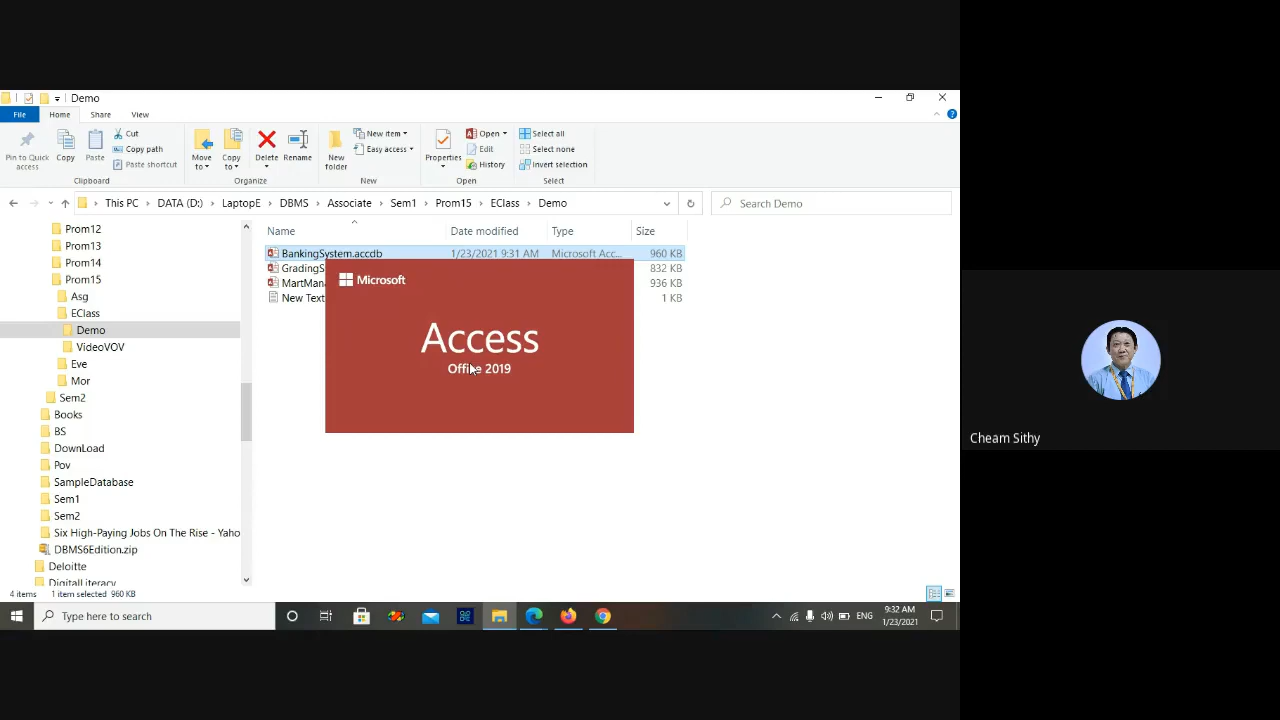 Demo
File Home Share View
Pin to Quick access
Copy
Paste
Cut
Copy path
Paste shortcut
Clipboard
Move to
Copy to
Delete
Rename
Organize
New folder
New item
Easy access
New
Properties
Open
Edit
History
Open
Select all
Select none
Invert selection
Select
This PC DATA (D:) LaptopE DBMS Associate Sem1 Prom15 EClass Demo
Search Demo
Prom12
Prom13
Prom14
Prom15
Asg
EClass
Demo
VideoVOV
Eve
Mor
Sem2
Books
BS
DownLoad
Pov
SampleDatabase
Sem1
Sem2
Six High-Paying Jobs On The Rise - Yaho
DBMS6Edition.zip
Deloitte
DigitalLiteracy
Name Date modified Type Size
BankingSystem.accdb 1/23/2021 9:31 AM Microsoft Acc... 960 KB
GradingS 832 KB
MartMan 936 KB
New Text 1 KB
Microsoft
Access
Office 2019
4 items 1 item selected 960 KB
Type here to search
ENG
9:32 AM
1/23/2021
Cheam Sithy